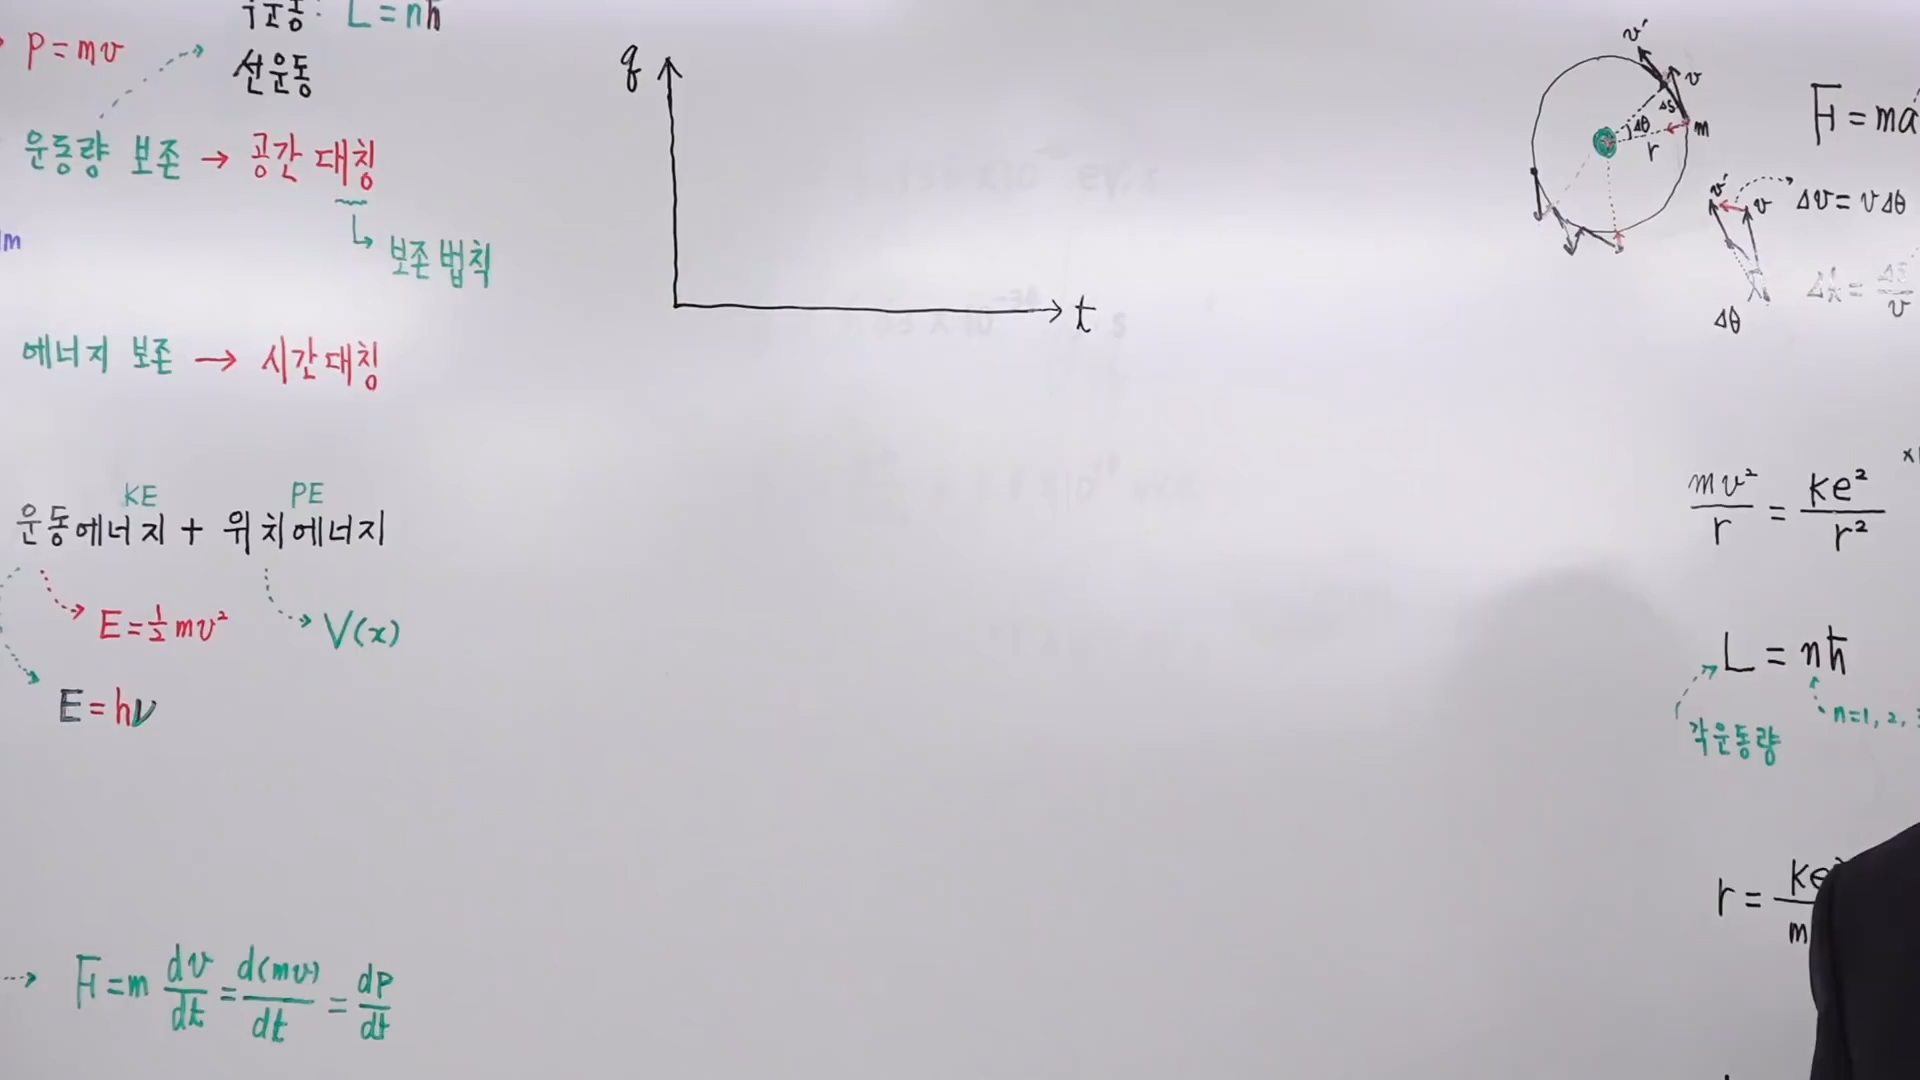 L = nħ
p = mv
선운동
운동량 보존 → 공간 대칭
보존법칙
m
에너지 보존 → 시간대칭
KE PE
운동에너지 + 위치에너지
E = ½mv²
V(x)
E = hν
F = m dv/dt = d(mv)/dt = dp/dt
q
t
v'
v
Δs
Δθ
m
r
F = ma
v'
v
Δv = vΔθ
Δθ
Δt = Δs/v
mv²/r = ke²/r²
L = nħ
n=1, 2,
각운동량
r =